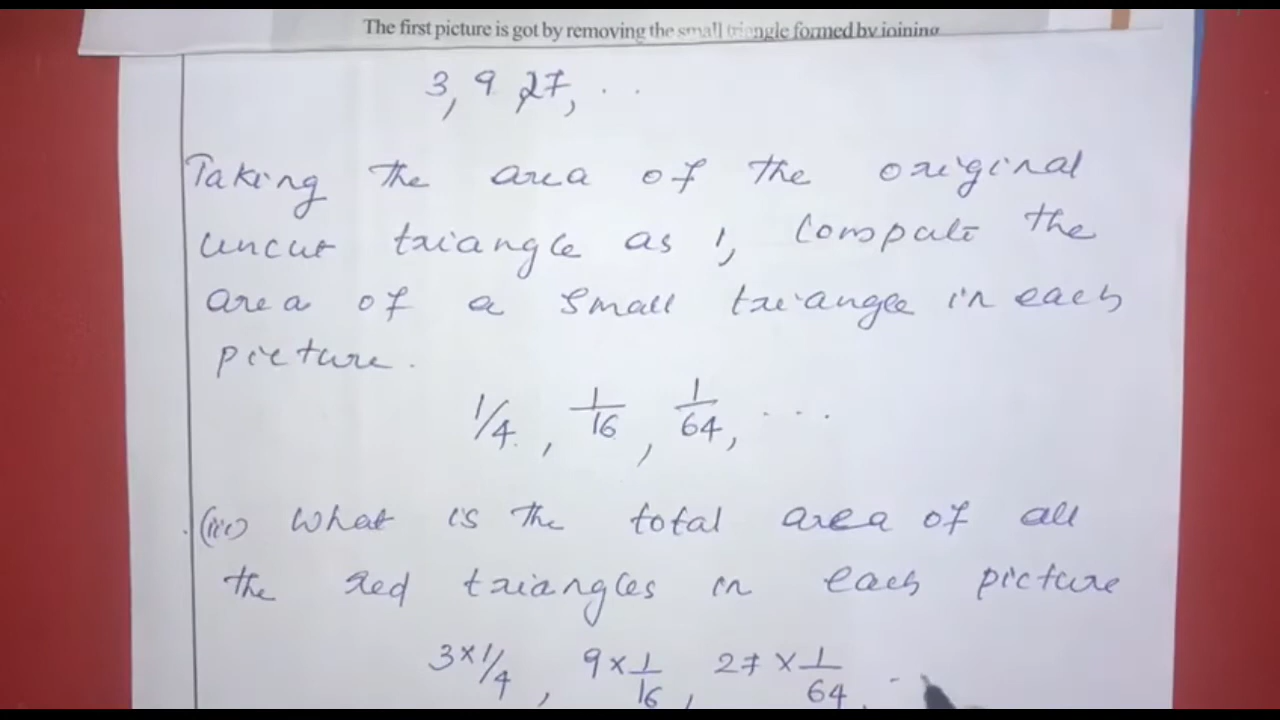 The first picture is got by removing the small triangle formed by joining
3, 9, 27, . .
Taking the area of the original
uncut triangle as 1, compute the
area of a small triangle in each
picture.
1/4, 1/16, 1/64, . . .
(iii) What is the total area of all
the red triangles in each picture
3×1/4, 9×1/16, 27×1/64, .